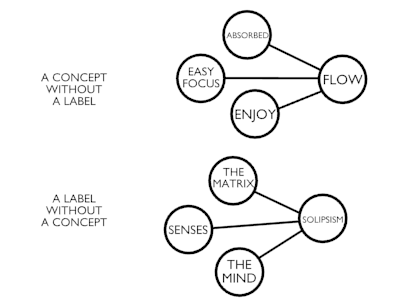 A CONCEPT
WITHOUT
A LABEL
ABSORBED
EASY
FOCUS
ENJOY
FLOW
A LABEL
WITHOUT
A CONCEPT
THE
MATRIX
SENSES
THE
MIND
SOLIPSISM